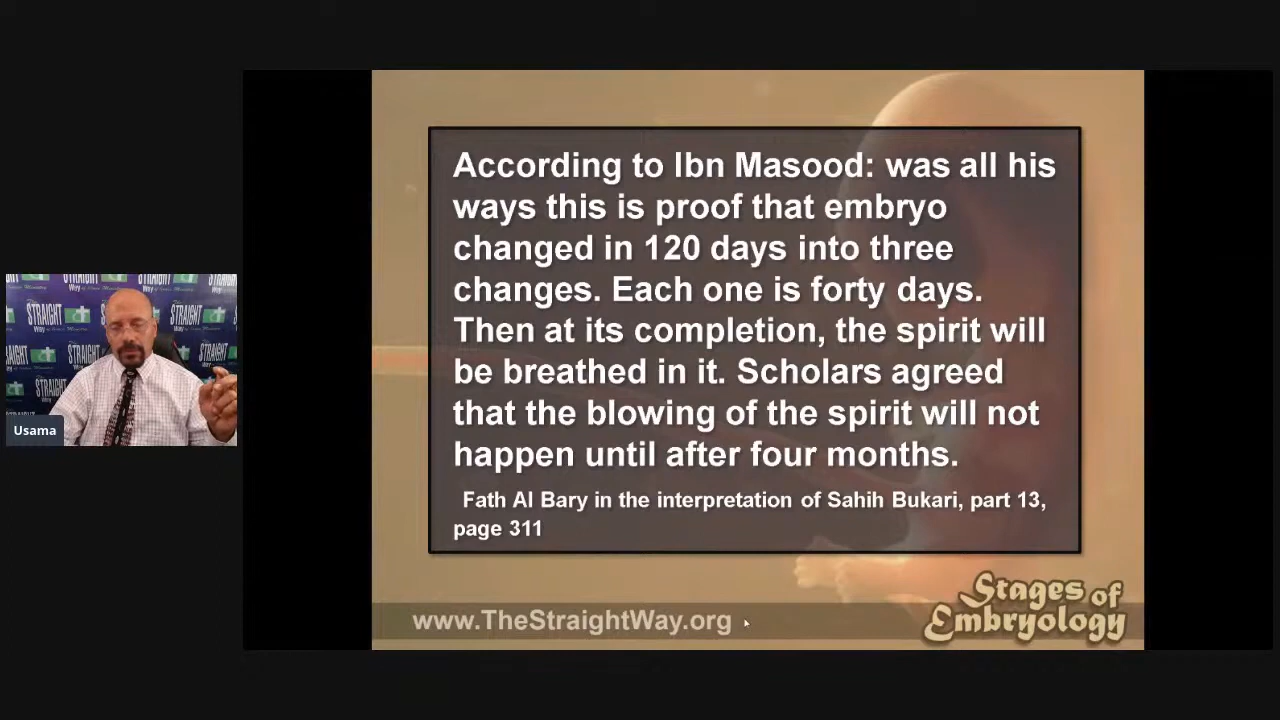 According to Ibn Masood: was all his
ways this is proof that embryo
changed in 120 days into three
changes. Each one is forty days.
Then at its completion, the spirit will
be breathed in it. Scholars agreed
that the blowing of the spirit will not
happen until after four months.
Fath Al Bary in the interpretation of Sahih Bukari, part 13,
page 311
Stages of
Embryology
www.TheStraightWay.org
STRAIGHT
Way
Usama